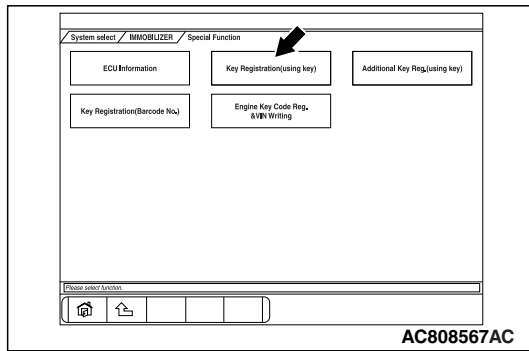 System select / IMMOBILIZER / Special Function
ECU Information
Key Registration(using key)
Additional Key Reg.(using key)
Key Registration(Barcode No.)
Engine Key Code Reg.
&VIN Writing
Please select function.
AC808567AC